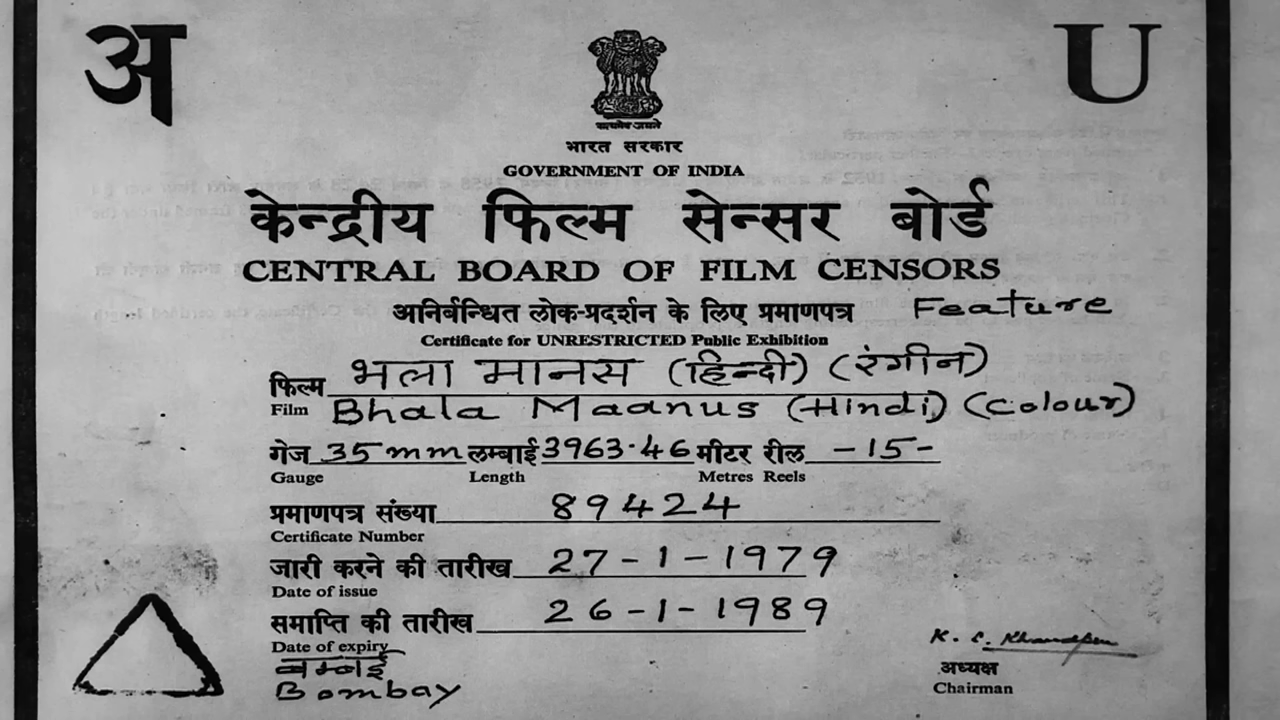 अ U
सत्यमेव जयते
भारत सरकार
GOVERNMENT OF INDIA
केन्द्रीय फिल्म सेन्सर बोर्ड
CENTRAL BOARD OF FILM CENSORS
अनिर्बन्धित लोक-प्रदर्शन के लिए प्रमाणपत्र Feature
Certificate for UNRESTRICTED Public Exhibition
फिल्म भला मानस (हिन्दी) (रंगीन)
Film Bhala Maanus (Hindi) (Colour)
गेज 35mm लम्बाई 3963.46 मीटर रील -15-
Gauge Length Metres Reels
प्रमाणपत्र संख्या 89424
Certificate Number
जारी करने की तारीख 27-1-1979
Date of issue
समाप्ति की तारीख 26-1-1989
Date of expiry
बम्बई
Bombay
अध्यक्ष
Chairman